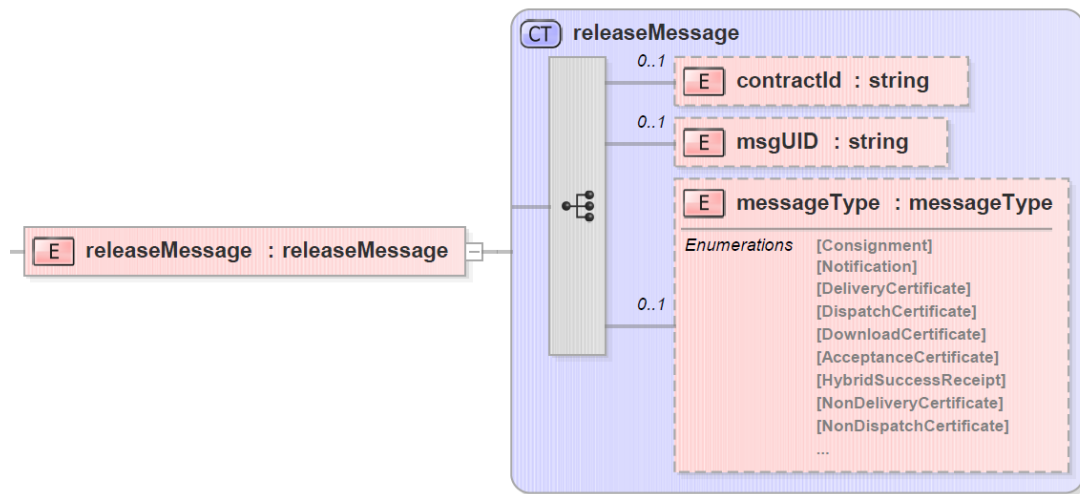 CT releaseMessage
0..1
E contractId : string
0..1
E msgUID : string
E messageType : messageType
Enumerations [Consignment]
[Notification]
[DeliveryCertificate]
[DispatchCertificate]
[DownloadCertificate]
[AcceptanceCertificate]
[HybridSuccessReceipt]
[NonDeliveryCertificate]
[NonDispatchCertificate]
...
0..1
E releaseMessage : releaseMessage